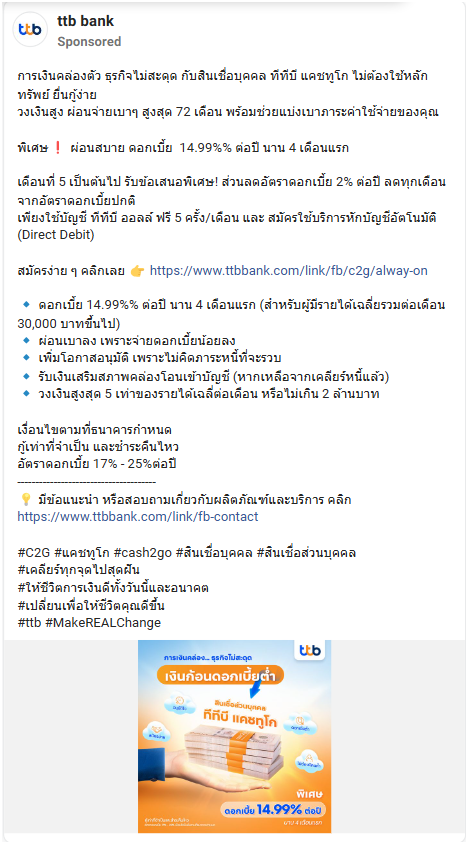 ttb
ttb bank
Sponsored
การเงินคล่องตัว ธุรกิจไม่สะดุด กับสินเชื่อบุคคล ทีทีบี แคชทูโก ไม่ต้องใช้หลัก
ทรัพย์ ยื่นกู้ง่าย
วงเงินสูง ผ่อนจ่ายเบาๆ สูงสุด 72 เดือน พร้อมช่วยแบ่งเบาภาระค่าใช้จ่ายของคุณ
พิเศษ❗ ผ่อนสบาย ดอกเบี้ย 14.99%% ต่อปี นาน 4 เดือนแรก
เดือนที่ 5 เป็นต้นไป รับข้อเสนอพิเศษ! ส่วนลดอัตราดอกเบี้ย 2% ต่อปี ลดทุกเดือน
จากอัตราดอกเบี้ยปกติ
เพียงใช้บัญชี ทีทีบี ออลล์ ฟรี 5 ครั้ง/เดือน และ สมัครใช้บริการหักบัญชีอัตโนมัติ
(Direct Debit)
สมัครง่าย ๆ คลิกเลย 👉 https://www.ttbbank.com/link/fb/c2g/alway-on
🔹 ดอกเบี้ย 14.99%% ต่อปี นาน 4 เดือนแรก (สำหรับผู้มีรายได้เฉลี่ยรวมต่อเดือน
30,000 บาทขึ้นไป)
🔹 ผ่อนเบาลง เพราะจ่ายดอกเบี้ยน้อยลง
🔹 เพิ่มโอกาสอนุมัติ เพราะไม่คิดภาระหนี้ที่จะรวบ
🔹 รับเงินเสริมสภาพคล่องโอนเข้าบัญชี (หากเหลือจากเคลียร์หนี้แล้ว)
🔹 วงเงินสูงสุด 5 เท่าของรายได้เฉลี่ต่อเดือน หรือไม่เกิน 2 ล้านบาท
เงื่อนไขตามที่ธนาคารกำหนด
กู้เท่าที่จำเป็น และชำระคืนไหว
อัตราดอกเบี้ย 17% - 25%ต่อปี
------------------------------------
💡 มีข้อแนะนำ หรือสอบถามเกี่ยวกับผลิตภัณฑ์และบริการ คลิก
https://www.ttbbank.com/link/fb-contact
#C2G #แคชทูโก #cash2go #สินเชื่อบุคคล #สินเชื่อส่วนบุคคล
#เคลียร์ทุกจุดไปสุดฝัน
#ให้ชีวิตการเงินดีทั้งวันนี้และอนาคต
#เปลี่ยนเพื่อให้ชีวิตคุณดีขึ้น
#ttb #MakeREALChange
ttb
การเงินคล่อง... ธุรกิจไม่สะดุด
เงินก้อนดอกเบี้ยต่ำ
สินเชื่อส่วนบุคคล
ทีทีบี แคชทูโก
พิเศษ
ดอกเบี้ย 14.99% ต่อปี
นาน 4 เดือนแรก